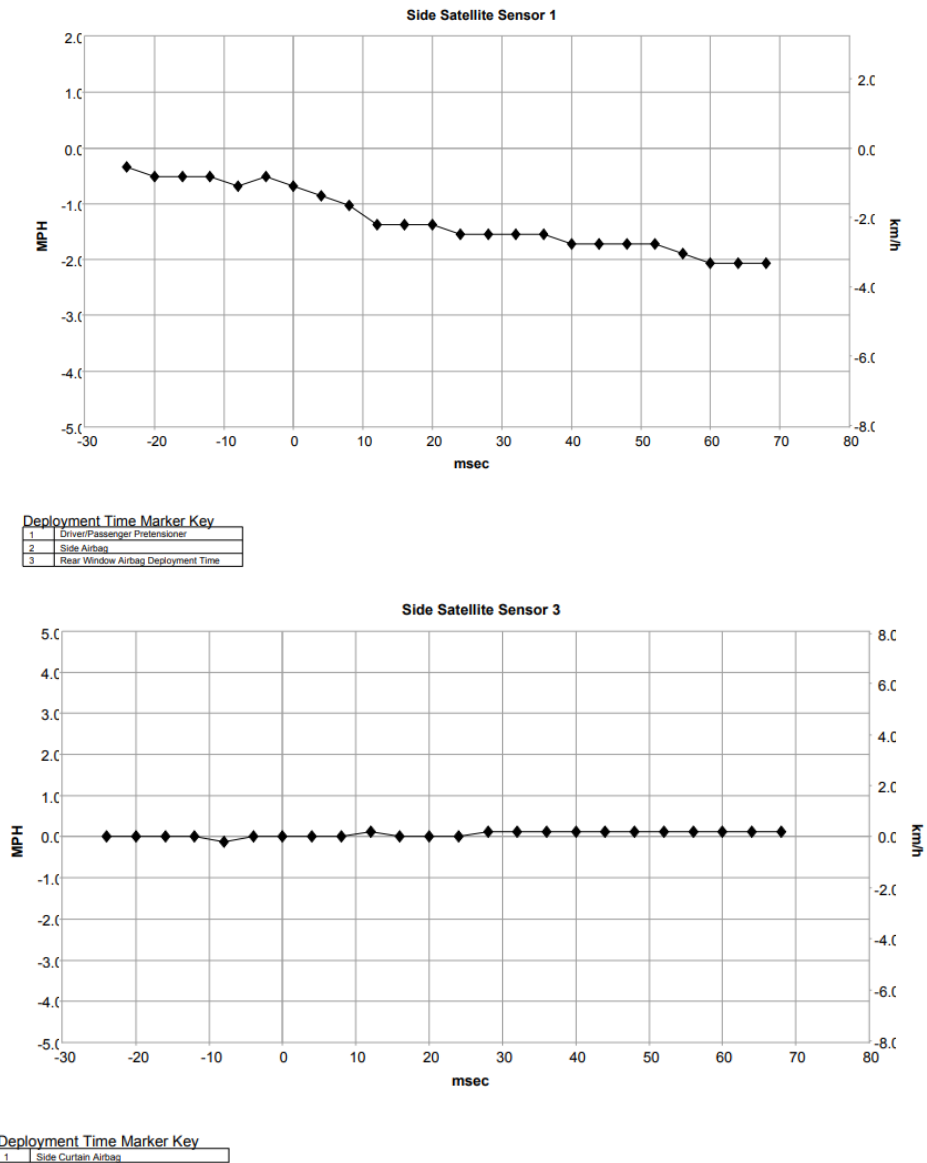 Side Satellite Sensor 1
2.0
1.0
0.0
-1.0
-2.0
-3.0
-4.0
-5.0
MPH
2.0
0.0
-2.0
-4.0
-6.0
-8.0
km/h
-30 -20 -10 0 10 20 30 40 50 60 70 80
msec
Deployment Time Marker Key
1 Driver/Passenger Pretensioner
2 Side Airbag
3 Rear Window Airbag Deployment Time
Side Satellite Sensor 3
5.0
4.0
3.0
2.0
1.0
0.0
-1.0
-2.0
-3.0
-4.0
-5.0
MPH
8.0
6.0
4.0
2.0
0.0
-2.0
-4.0
-6.0
-8.0
km/h
-30 -20 -10 0 10 20 30 40 50 60 70 80
msec
Deployment Time Marker Key
1 Side Curtain Airbag